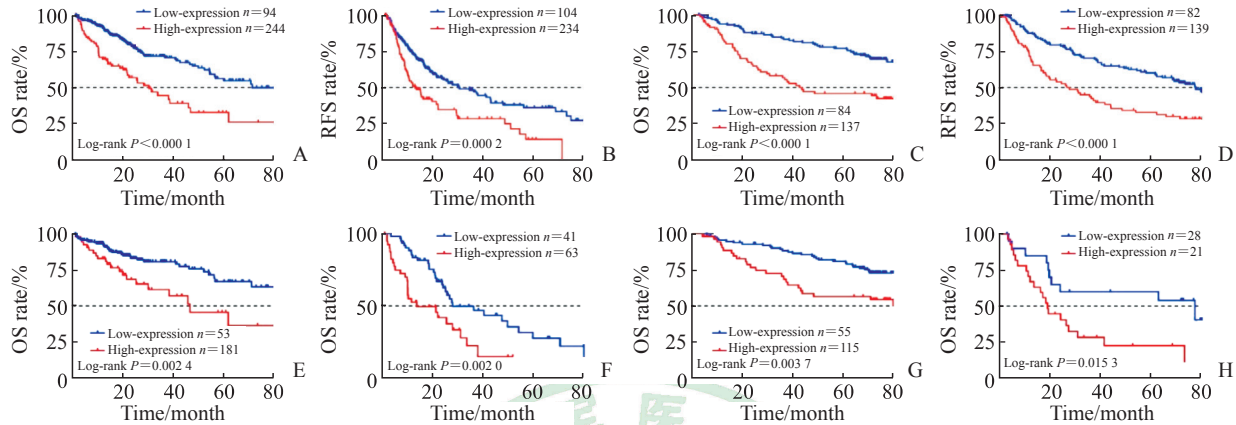 100
75
50
25
0
OS rate/%
Low-expression n=94
High-expression n=244
Log-rank P<0.000 1
20 40 60 80
Time/month
A
100
75
50
25
0
RFS rate/%
Low-expression n=104
High-expression n=234
Log-rank P=0.000 2
20 40 60 80
Time/month
B
100
75
50
25
0
OS rate/%
Low-expression n=84
High-expression n=137
Log-rank P<0.000 1
20 40 60 80
Time/month
C
100
75
50
25
0
RFS rate/%
Low-expression n=82
High-expression n=139
Log-rank P<0.000 1
20 40 60 80
Time/month
D
100
75
50
25
0
OS rate/%
Low-expression n=53
High-expression n=181
Log-rank P=0.002 4
20 40 60 80
Time/month
E
100
75
50
25
0
OS rate/%
Low-expression n=41
High-expression n=63
Log-rank P=0.002 0
20 40 60 80
Time/month
F
100
75
50
25
0
OS rate/%
Low-expression n=55
High-expression n=115
Log-rank P=0.003 7
20 40 60 80
Time/month
G
100
75
50
25
0
OS rate/%
Low-expression n=28
High-expression n=21
Log-rank P=0.015 3
20 40 60 80
Time/month
H